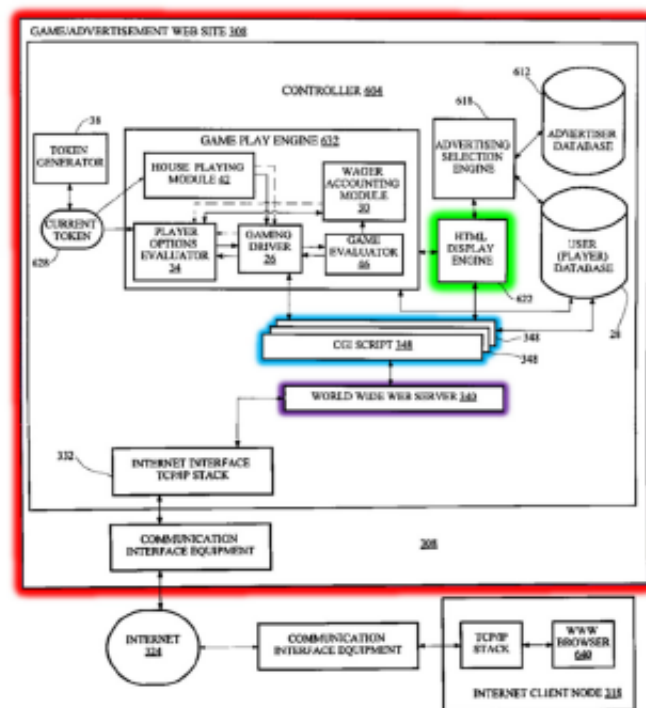 GAME/ADVERTISEMENT WEB SITE 308
CONTROLLER 604
612
618
38
TOKEN
GENERATOR
GAME PLAY ENGINE 632
ADVERTISING
SELECTION
ENGINE
ADVERTISER
DATABASE
HOUSE PLAYING
MODULE 42
WAGER
ACCOUNTING
MODULE 30
CURRENT
TOKEN
628
PLAYER
OPTIONS
EVALUATOR
34
GAMING
DRIVER
26
GAME
EVALUATOR
46
HTML
DISPLAY
ENGINE
622
USER
(PLAYER)
DATABASE
28
CGI SCRIPT 348
348
348
WORLD WIDE WEB SERVER 340
332
INTERNET INTERFACE
TCP/IP STACK
COMMUNICATION
INTERFACE EQUIPMENT
308
INTERNET
324
COMMUNICATION
INTERFACE EQUIPMENT
TCP/IP
STACK
WWW
BROWSER
640
INTERNET CLIENT NODE 318